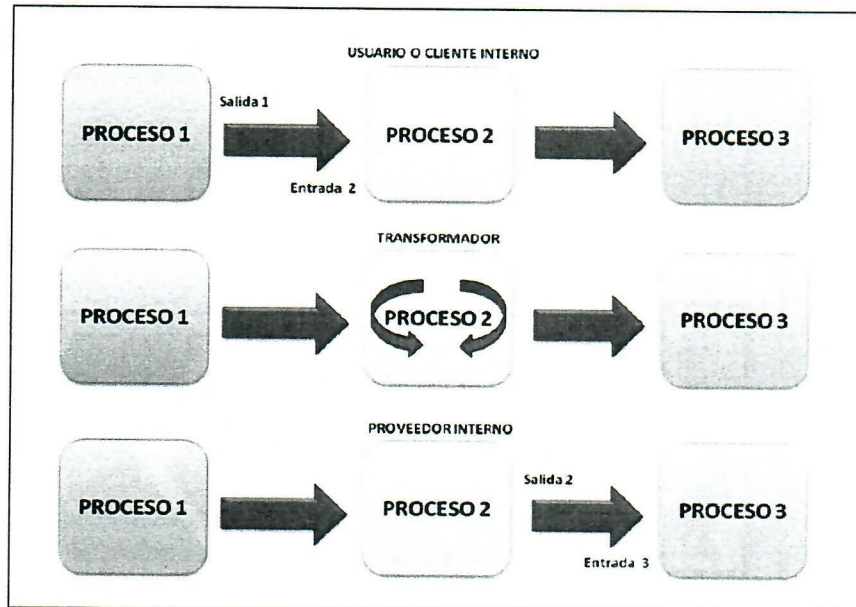 USUARIO O CLIENTE INTERNO
Salida 1
PROCESO 1
PROCESO 2
PROCESO 3
Entrada 2
TRANSFORMADOR
PROCESO 1
PROCESO 2
PROCESO 3
PROVEEDOR INTERNO
Salida 2
PROCESO 1
PROCESO 2
PROCESO 3
Entrada 3